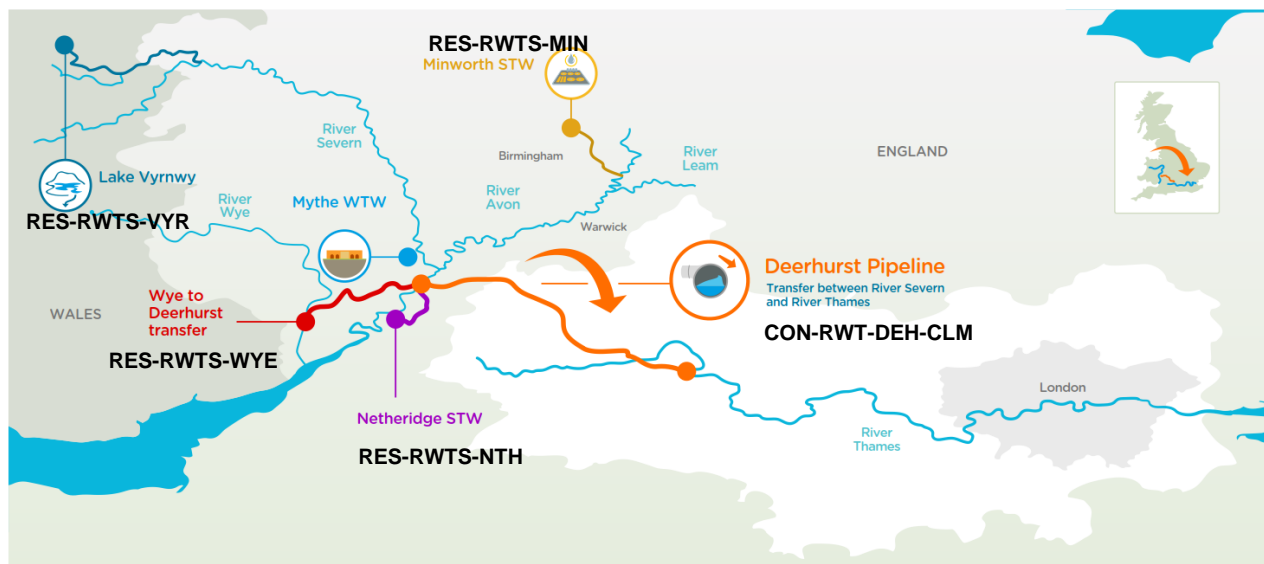 RES-RWTS-MIN
Minworth STW
River
Severn
Birmingham
River
Leam
ENGLAND
Lake Vyrnwy
River
Avon
River
Wye
Mythe WTW
RES-RWTS-VYR
Warwick
Deerhurst Pipeline
Transfer between River Severn
and River Thames
Wye to
Deerhurst
transfer
WALES
CON-RWT-DEH-CLM
RES-RWTS-WYE
London
Netheridge STW
River
Thames
RES-RWTS-NTH